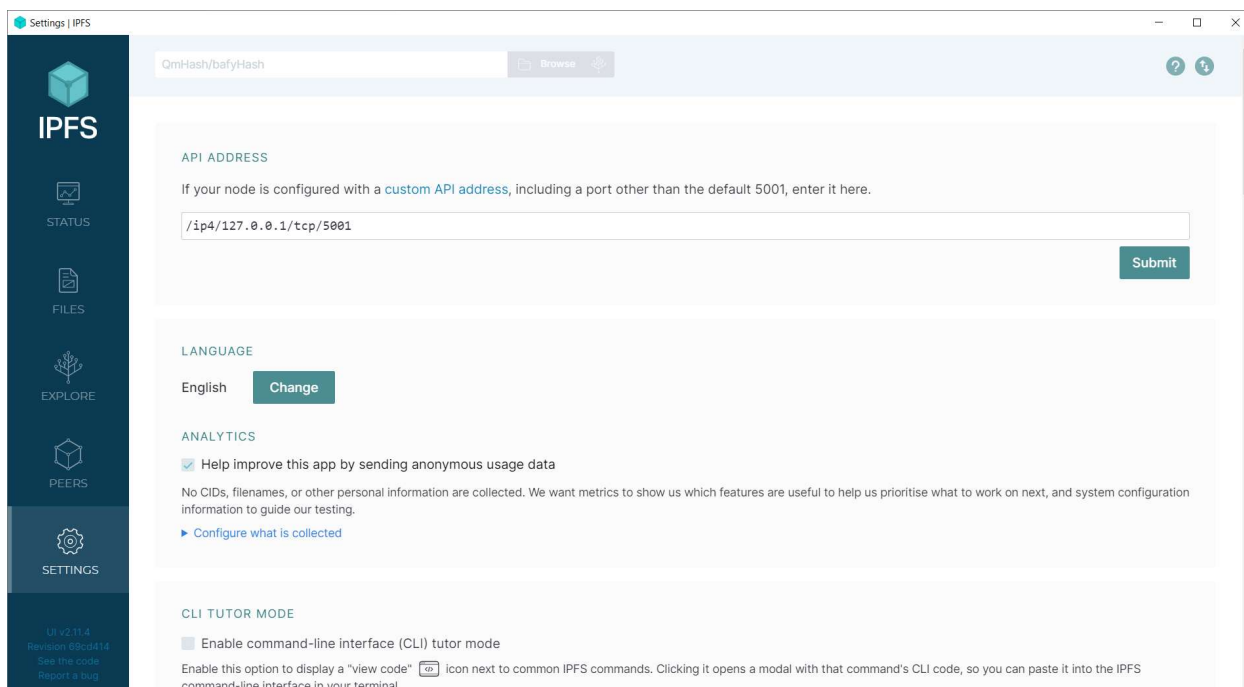 Settings | IPFS
QmHash/bafyHash
Browse
IPFS
STATUS
FILES
EXPLORE
PEERS
SETTINGS
UI v2.11.4
Revision 69cd414
See the code
Report a bug
API ADDRESS
If your node is configured with a custom API address, including a port other than the default 5001, enter it here.
/ip4/127.0.0.1/tcp/5001
Submit
LANGUAGE
English
Change
ANALYTICS
Help improve this app by sending anonymous usage data
No CIDs, filenames, or other personal information are collected. We want metrics to show us which features are useful to help us prioritise what to work on next, and system configuration
information to guide our testing.
Configure what is collected
CLI TUTOR MODE
Enable command-line interface (CLI) tutor mode
Enable this option to display a "view code" icon next to common IPFS commands. Clicking it opens a modal with that command's CLI code, so you can paste it into the IPFS
command-line interface in your terminal.